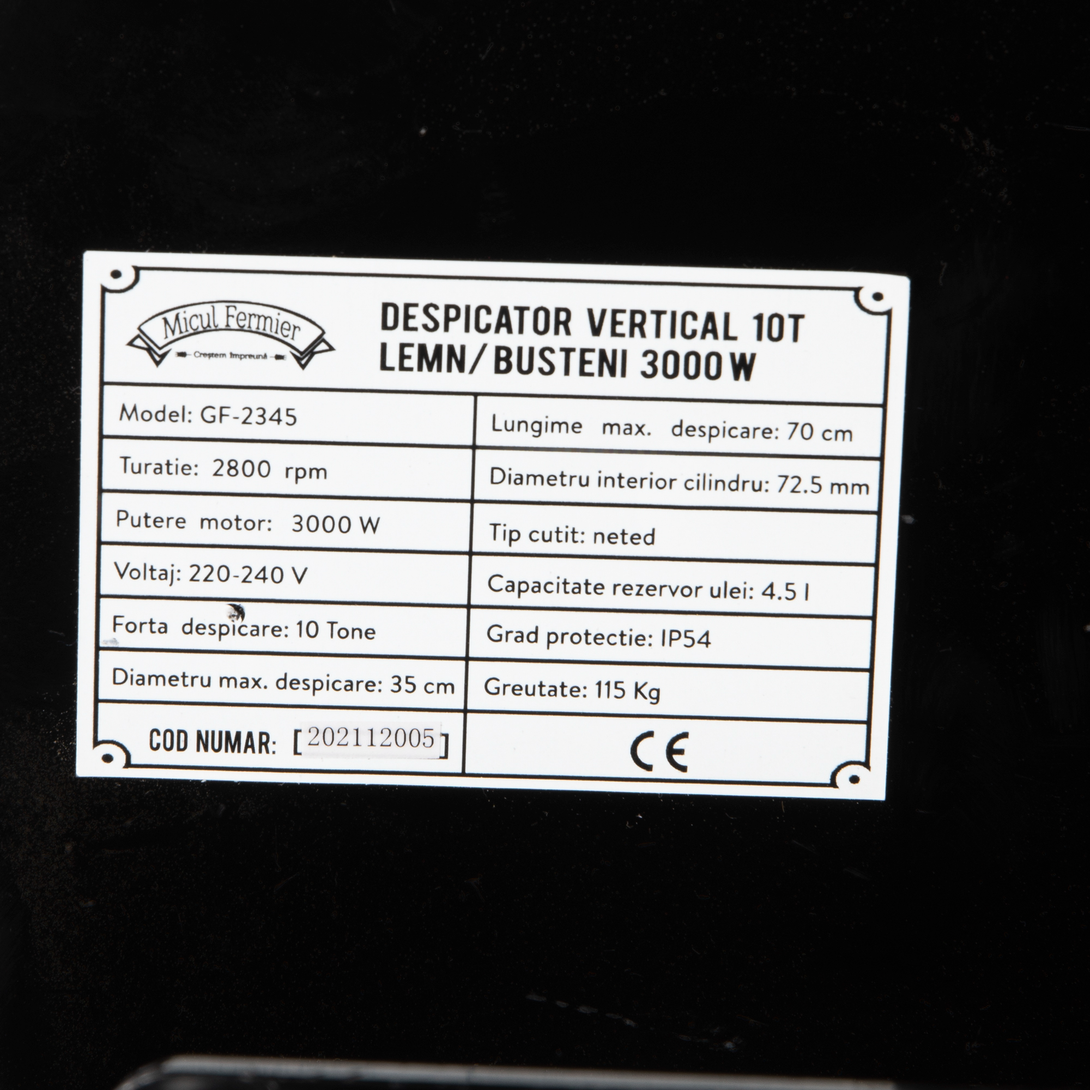 Micul Fermier
Creștem împreună
DESPICATOR VERTICAL 10T
LEMN/BUSTENI 3000W
Model: GF-2345
Lungime max. despicare: 70 cm
Turatie: 2800 rpm
Diametru interior cilindru: 72.5 mm
Putere motor: 3000 W
Tip cutit: neted
Voltaj: 220-240 V
Capacitate rezervor ulei: 4.5 l
Forta despicare: 10 Tone
Grad protectie: IP54
Diametru max. despicare: 35 cm
Greutate: 115 Kg
COD NUMAR: [202112005]
CE